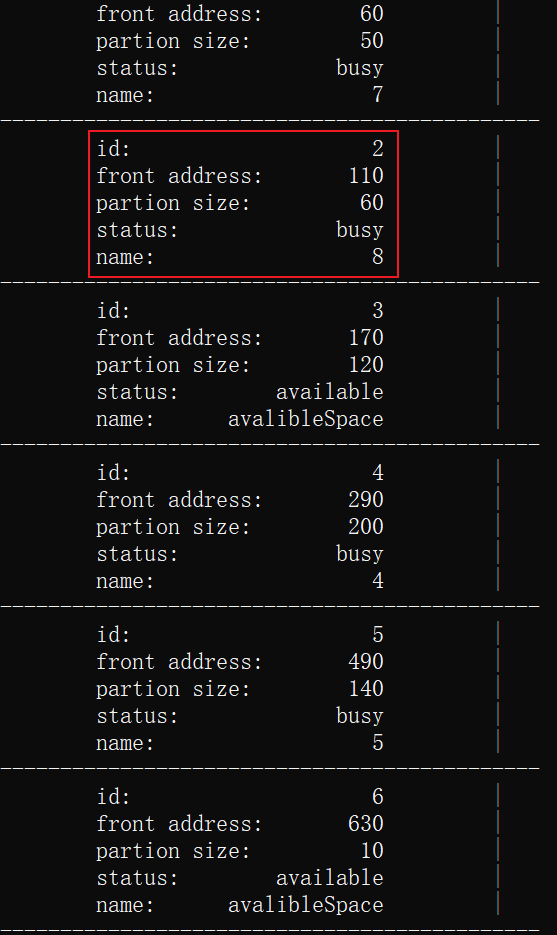 front address: 60 |
partion size: 50 |
status: busy |
name: 7 |
---------------------------------------------
id: 2 |
front address: 110 |
partion size: 60 |
status: busy |
name: 8 |
---------------------------------------------
id: 3 |
front address: 170 |
partion size: 120 |
status: available |
name: avalibleSpace |
---------------------------------------------
id: 4 |
front address: 290 |
partion size: 200 |
status: busy |
name: 4 |
---------------------------------------------
id: 5 |
front address: 490 |
partion size: 140 |
status: busy |
name: 5 |
---------------------------------------------
id: 6 |
front address: 630 |
partion size: 10 |
status: available |
name: avalibleSpace |
---------------------------------------------